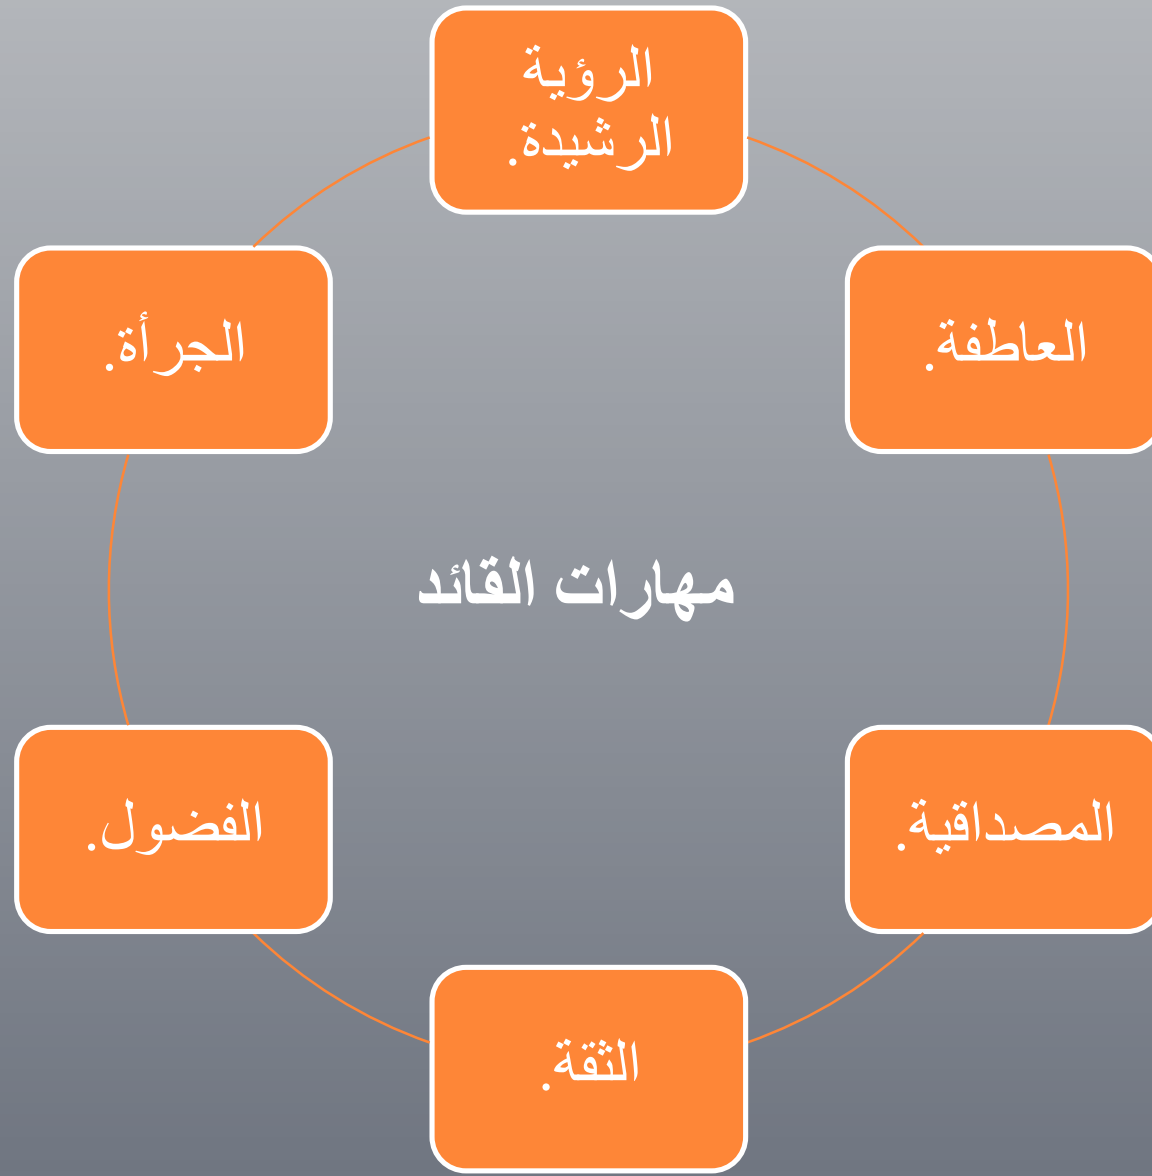 الرؤية
الرشيدة.
العاطفة.
المصداقية.
الثقة.
الفضول.
الجرأة.
مهارات القائد